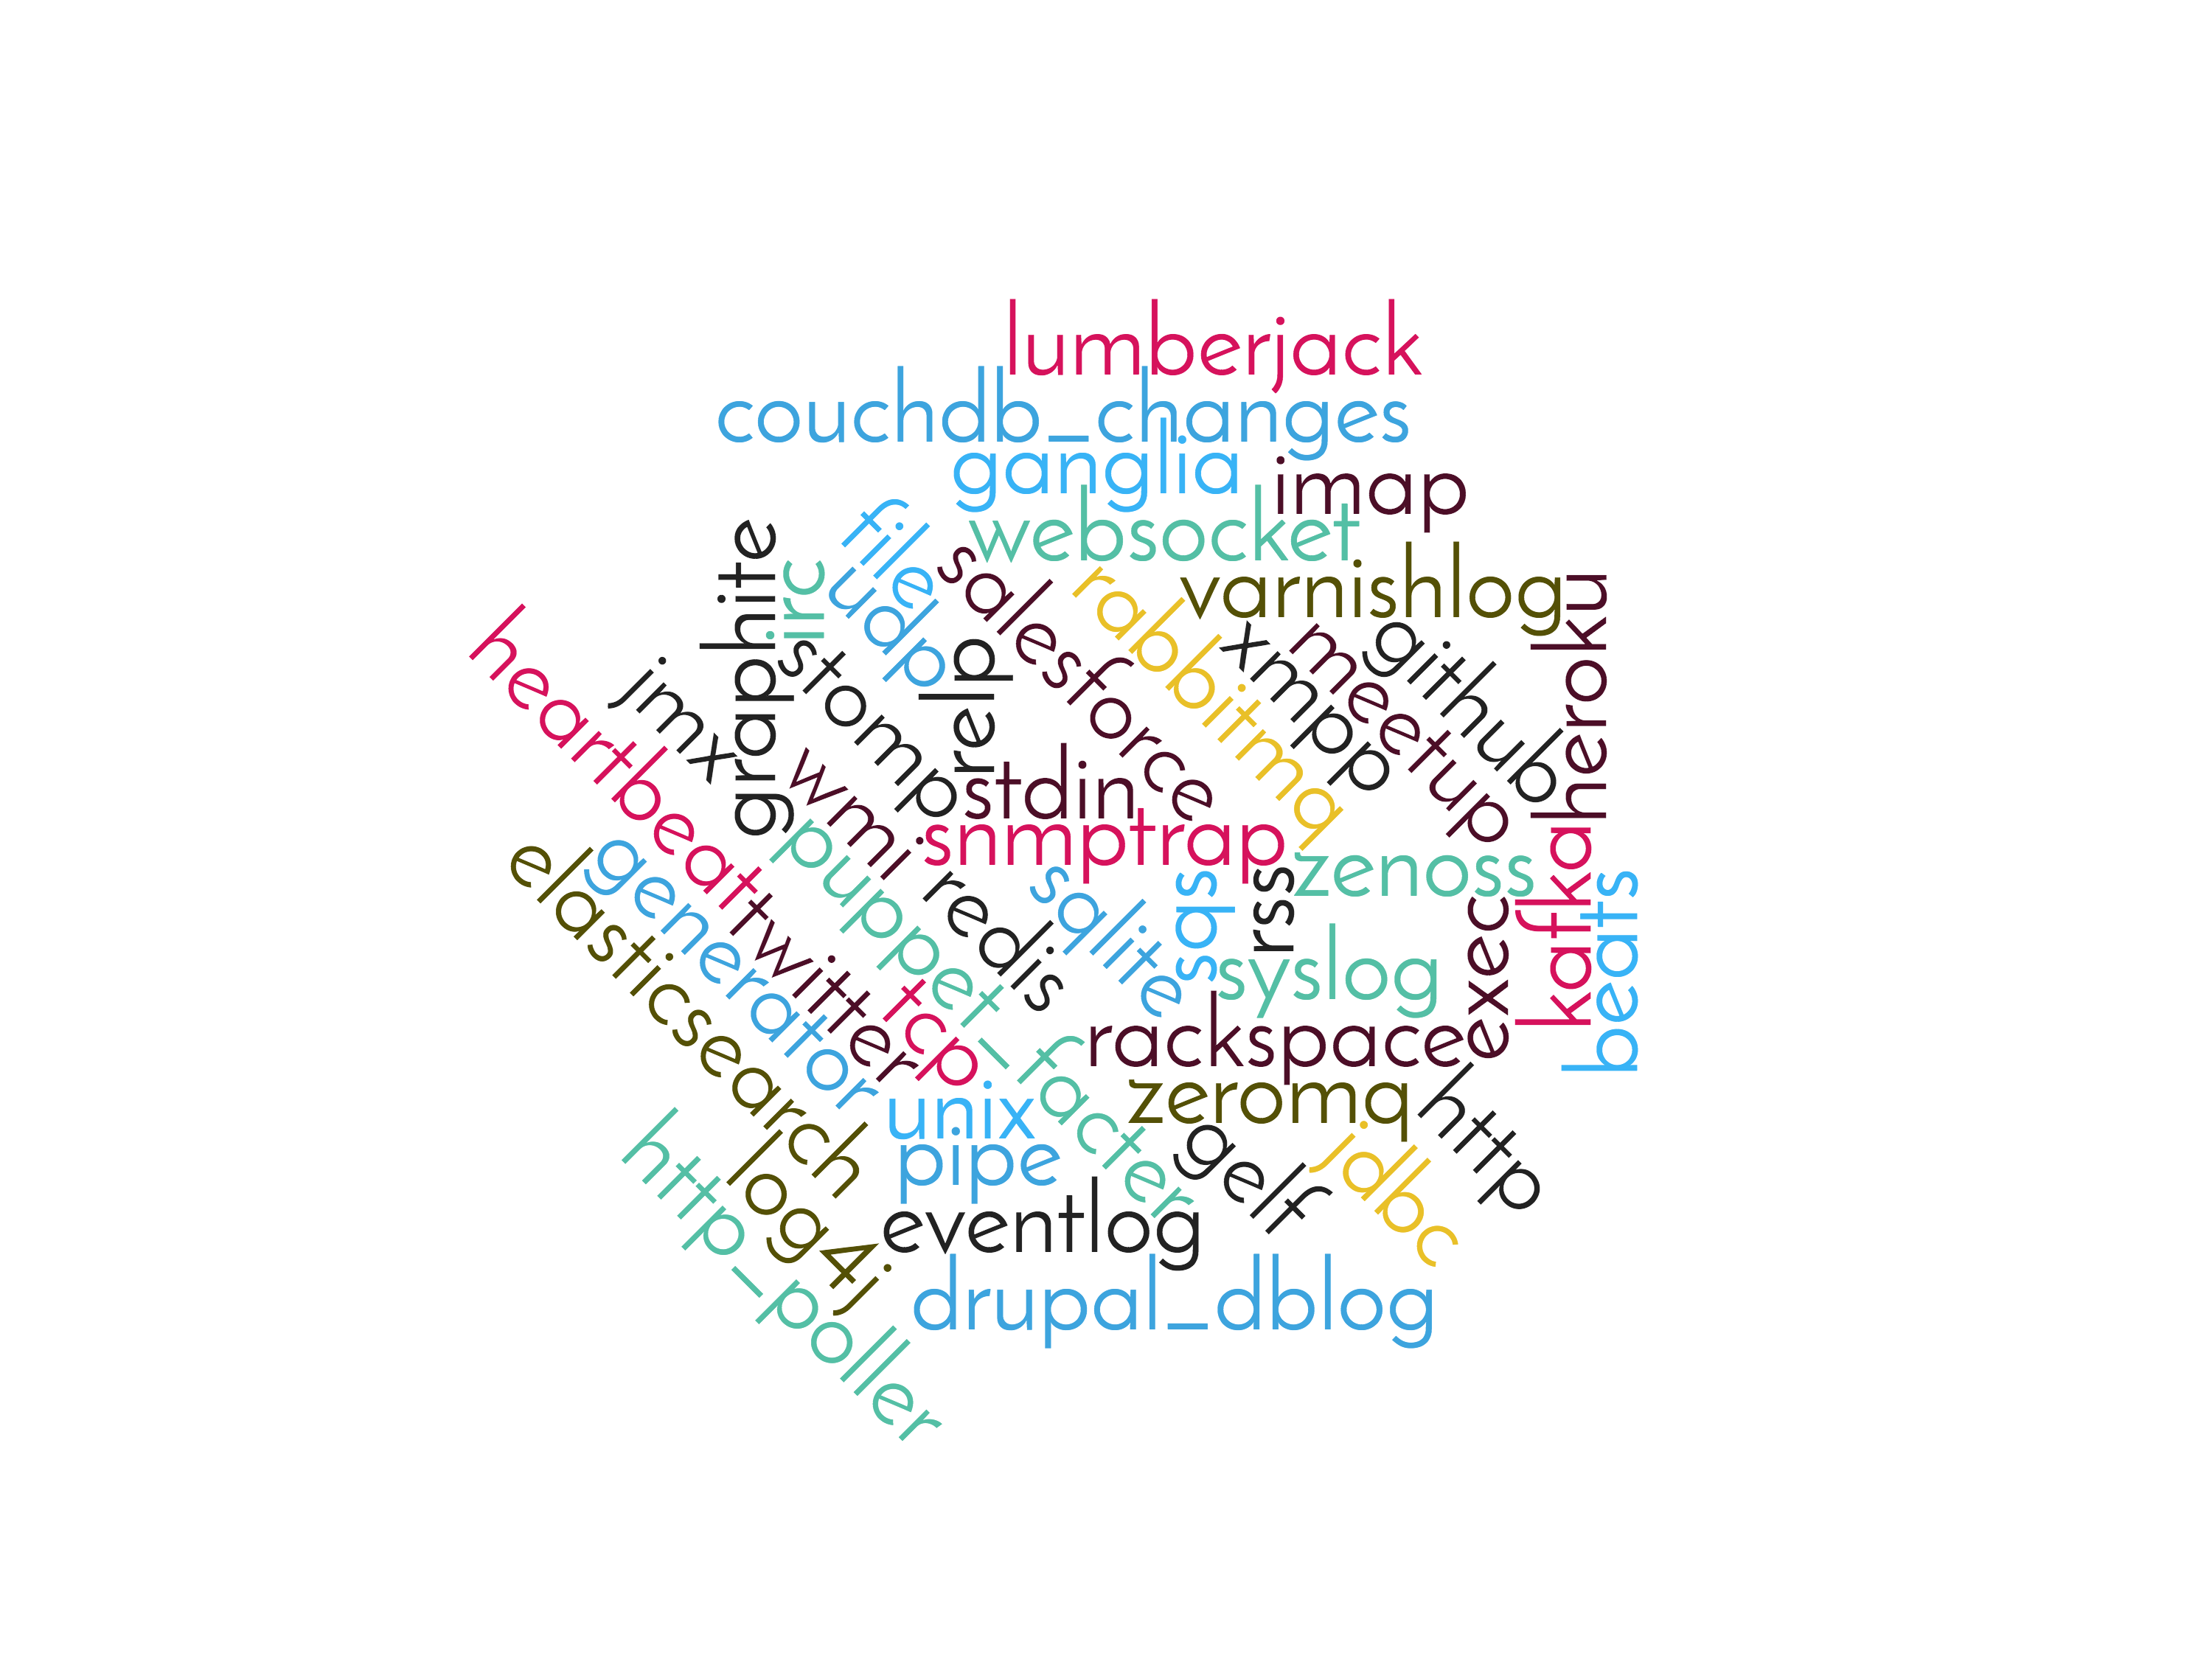 lumberjack
couchdb_changes
ganglia
imap
websocket
file
udp
graphite
irc
varnishlog
salesforce
rabbitmq
heartbeat
jmx
stomp
relp
xmpp
meetup
github
heroku
stdin
wmi
snmptrap
puppet_facter
elasticsearch
generator
twitter
redis
sqlite
sqs
rss
zenoss
kafka
beats
exec
syslog
tcp
rackspace
unix
zeromq
http
pipe
gelf
jdbc
http_poller
log4j
eventlog
drupal_dblog